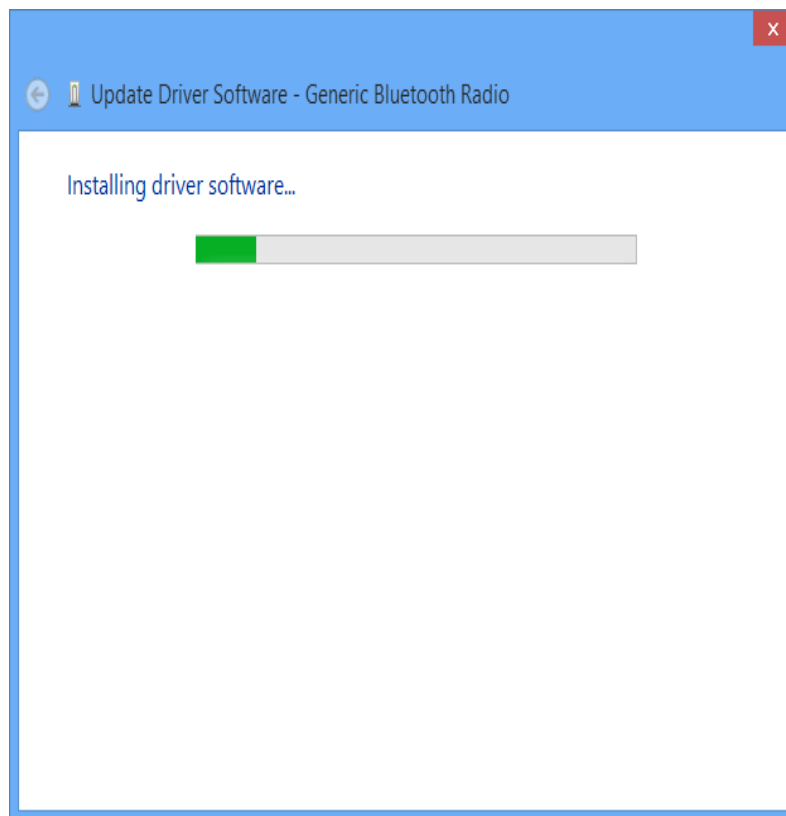 x
Update Driver Software - Generic Bluetooth Radio
Installing driver software...